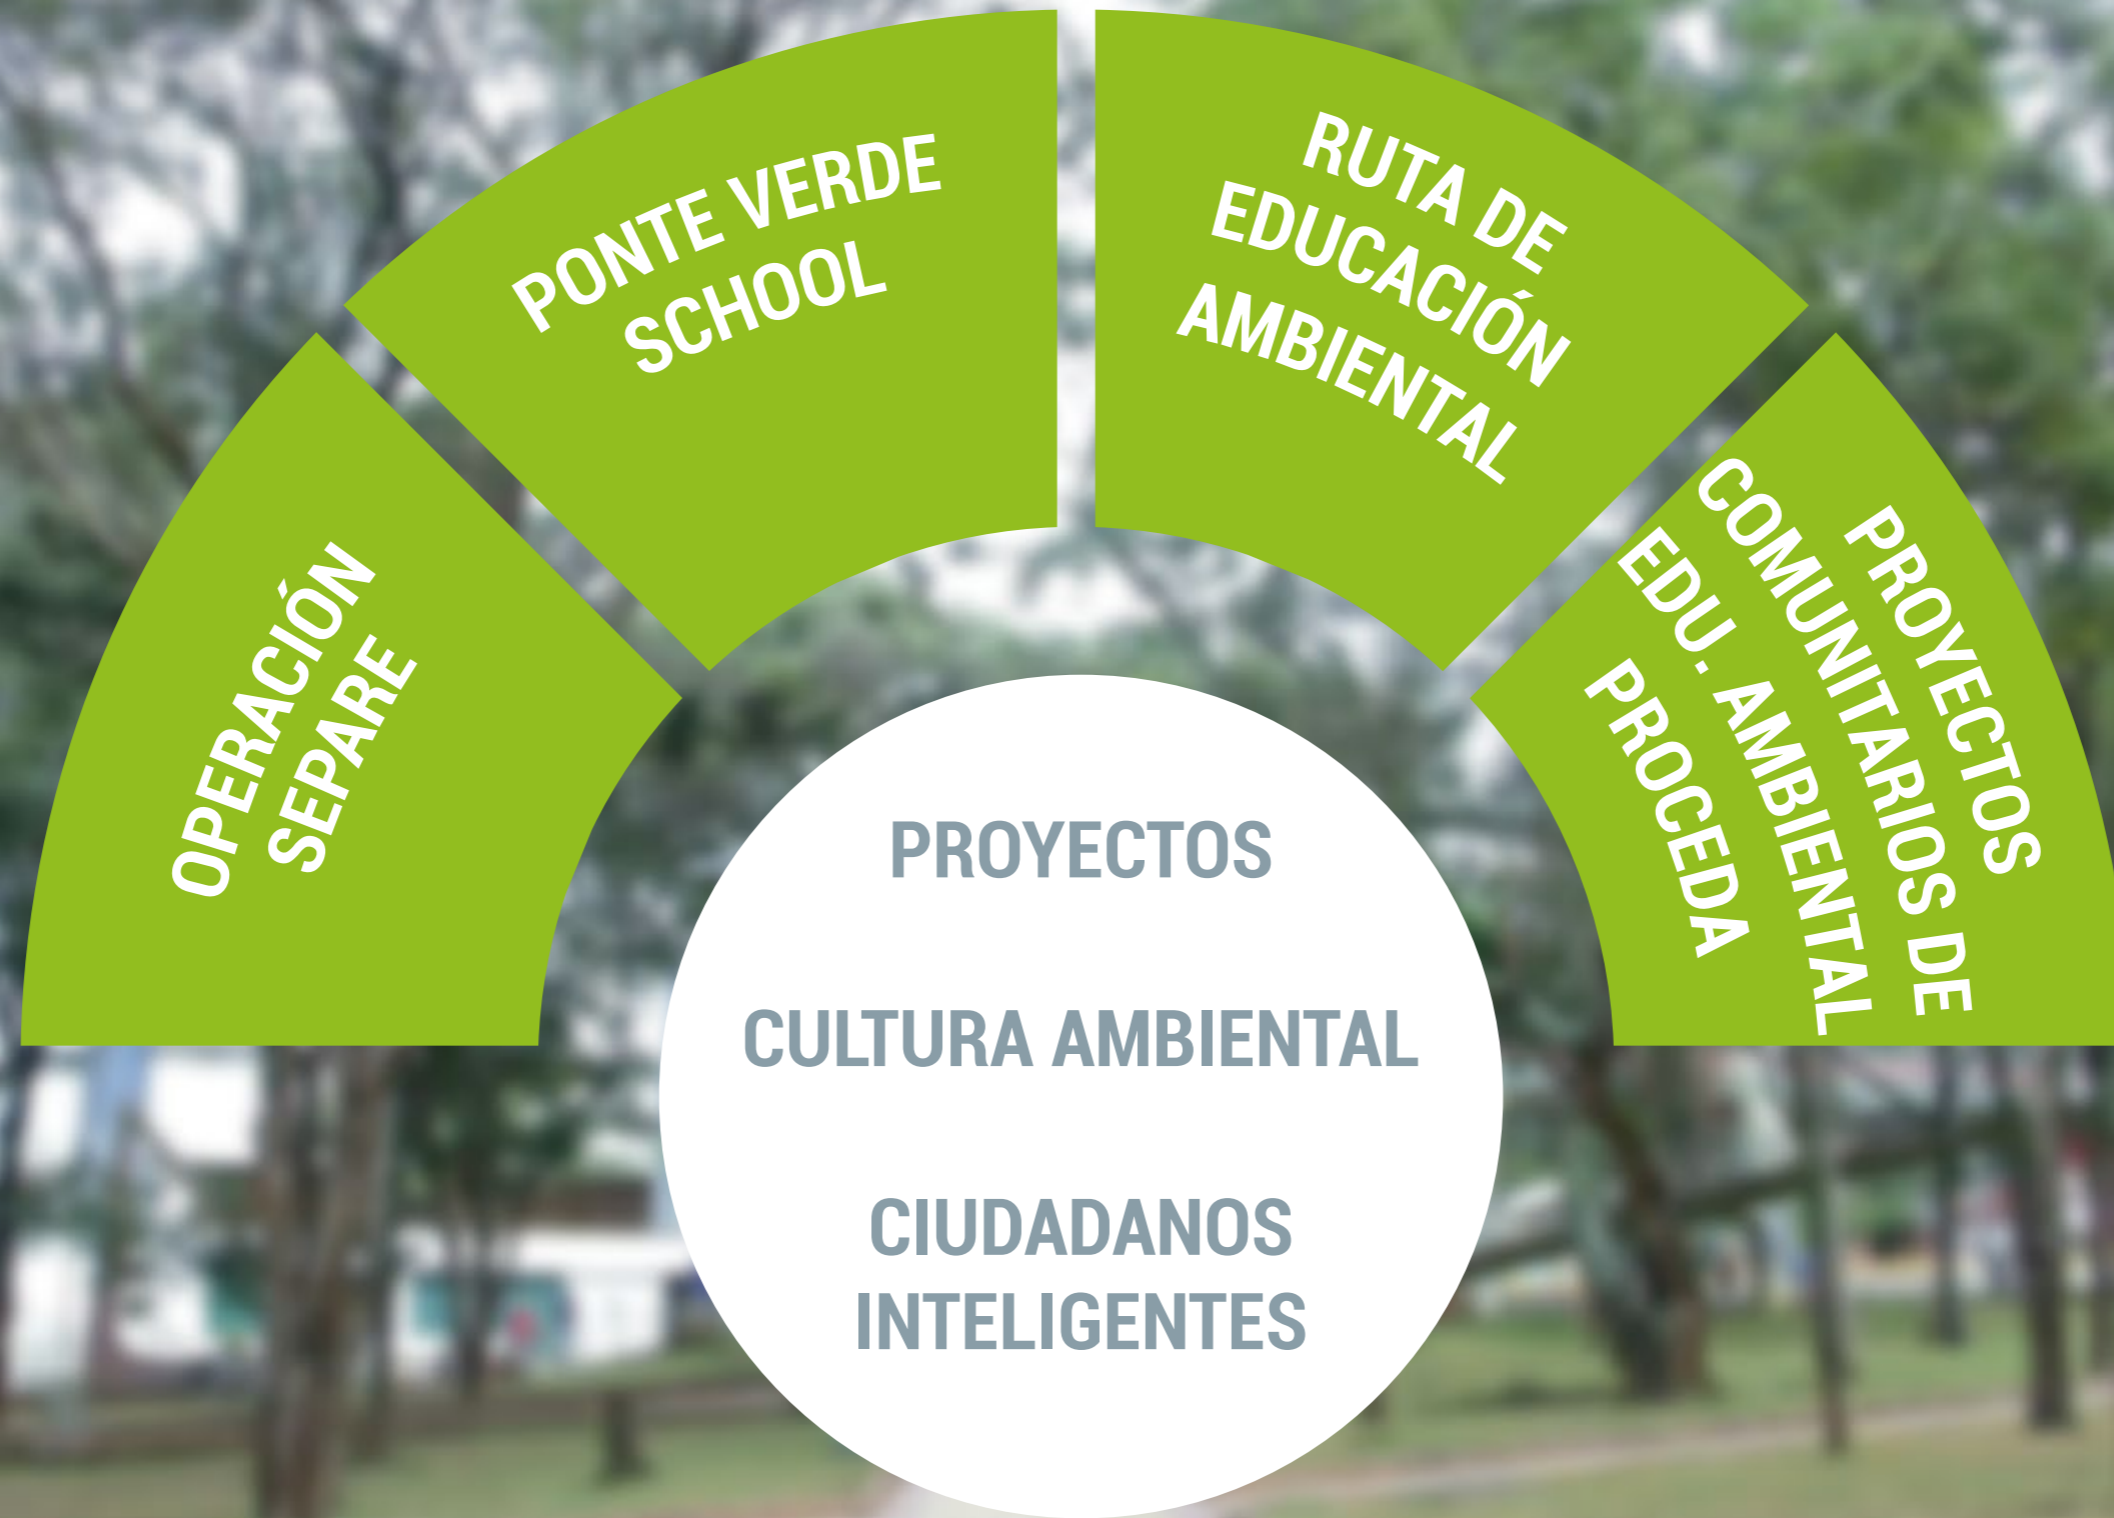 OPERACIÓN
SEPARE
PONTE VERDE
SCHOOL
RUTA DE
EDUCACIÓN
AMBIENTAL
PROYECTOS
COMUNITARIOS DE
EDU. AMBIENTAL
PROCEDA
PROYECTOS
CULTURA AMBIENTAL
CIUDADANOS
INTELIGENTES